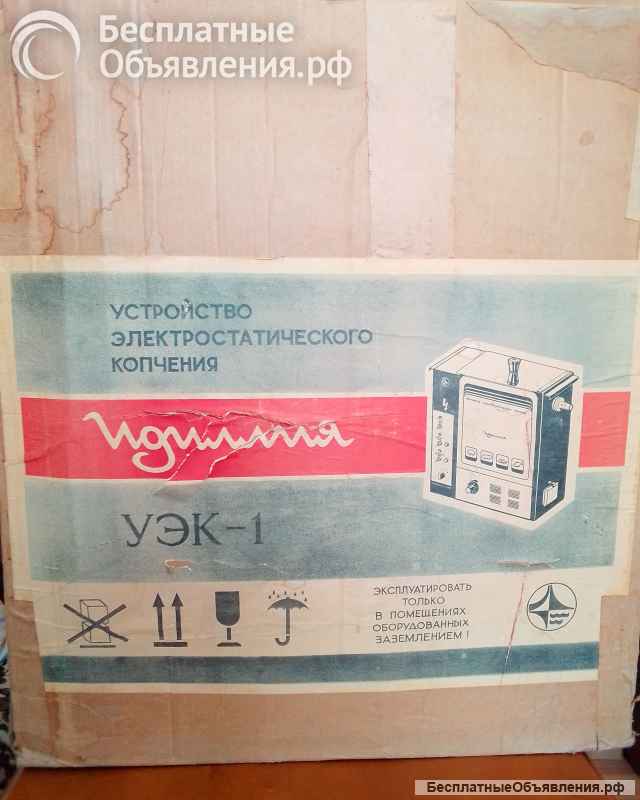 Бесплатные
Объявления.рф
УСТРОЙСТВО
ЭЛЕКТРОСТАТИЧЕСКОГО
КОПЧЕНИЯ
Идиллия
УЭК-1
ЭКСПЛУАТИРОВАТЬ
ТОЛЬКО
В ПОМЕЩЕНИЯХ
ОБОРУДОВАННЫХ
ЗАЗЕМЛЕНИЕМ!
БесплатныеОбъявления.рф